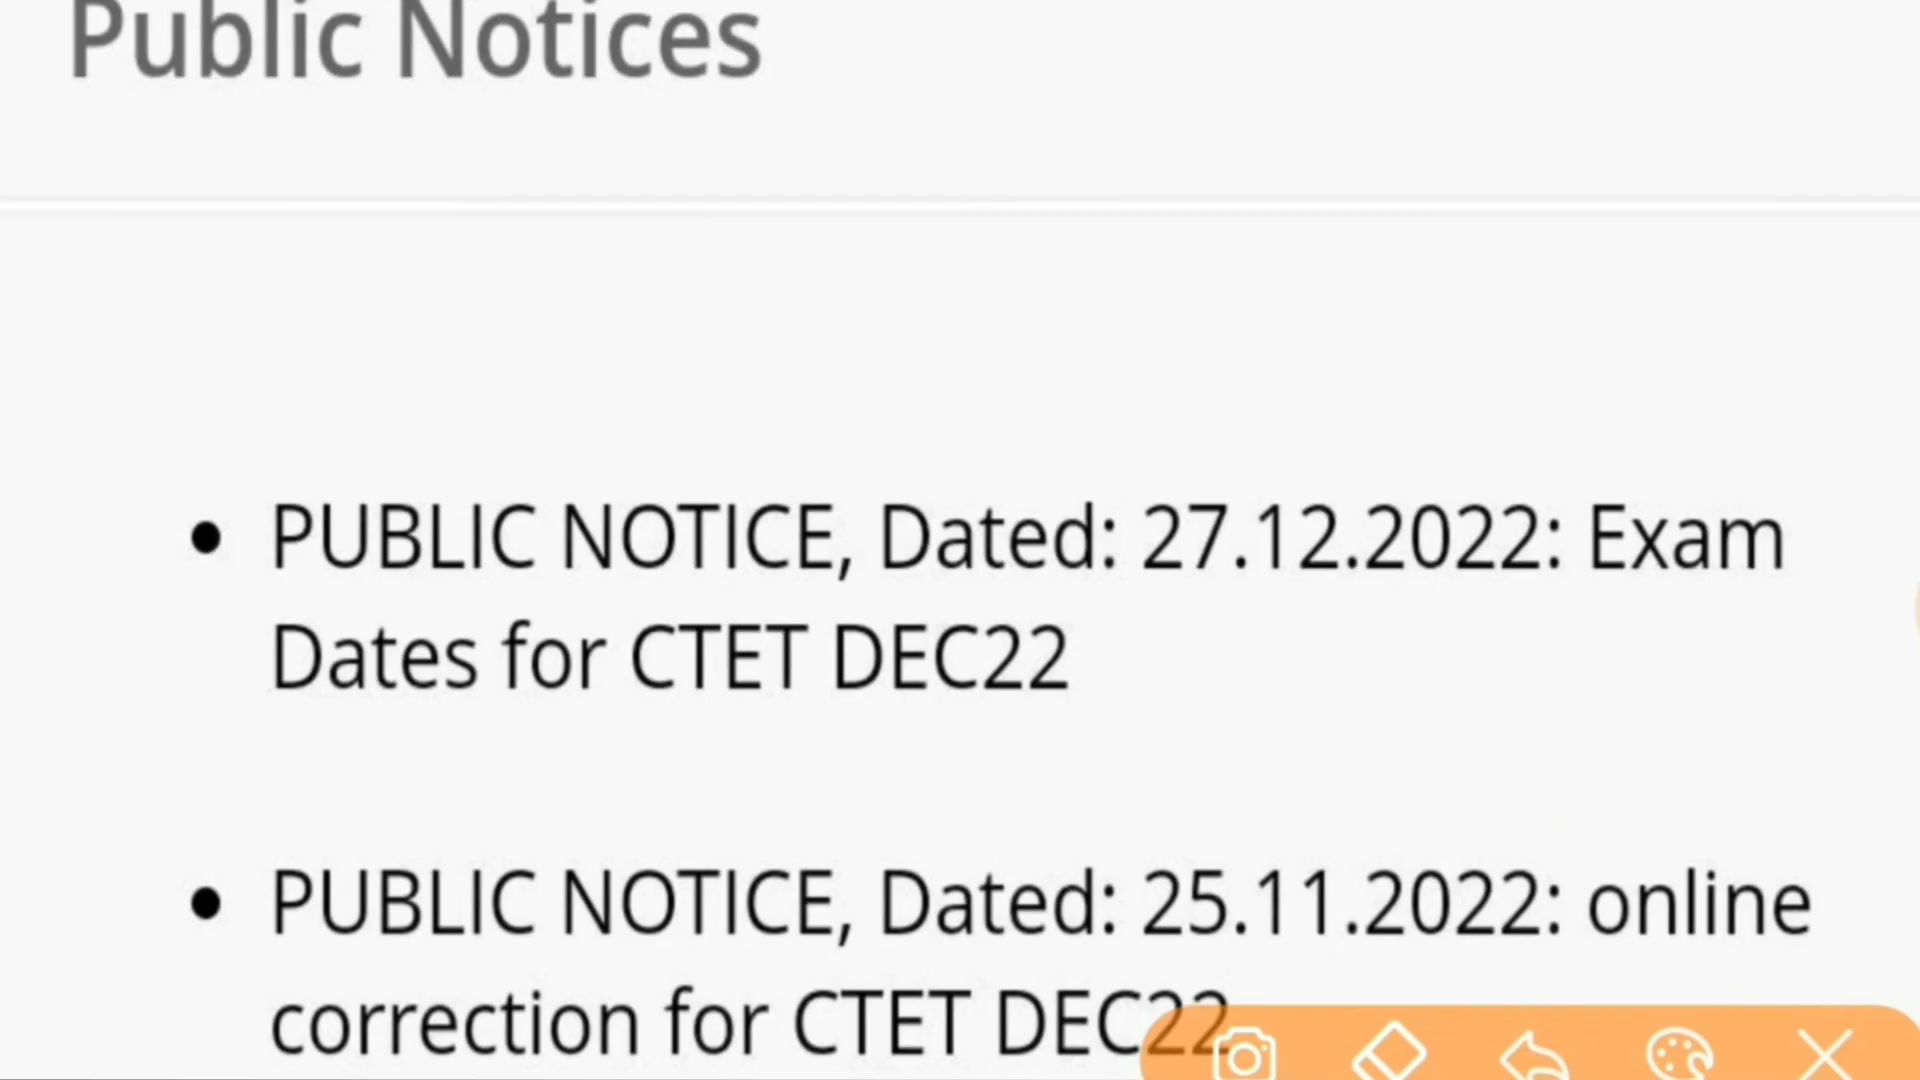 Public Notices
PUBLIC NOTICE, Dated: 27.12.2022: Exam
Dates for CTET DEC22
PUBLIC NOTICE, Dated: 25.11.2022: online
correction for CTET DEC22